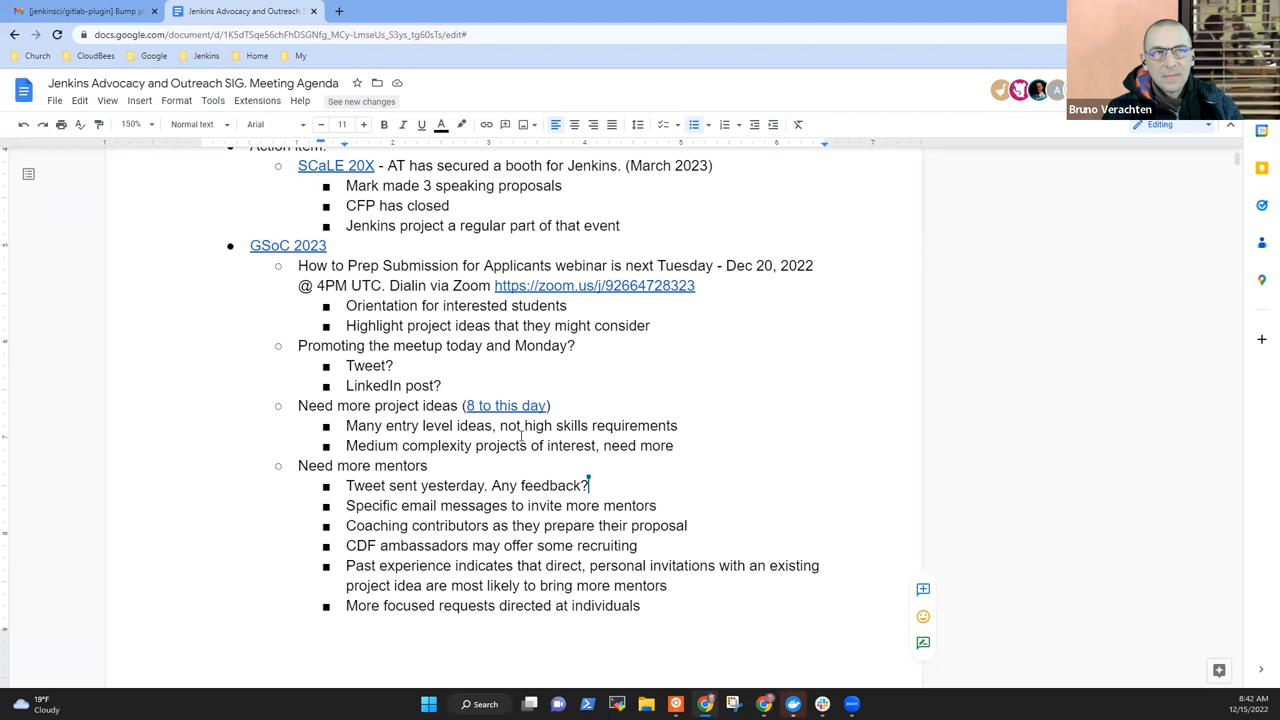 [jenkinsci/gitlab-plugin] Bump p
Jenkins Advocacy and Outreach S
docs.google.com/document/d/1K5dTSqe56chFhDSGNfg_MCy-LmseUs_S3ys_tg60sTs/edit#
Church
CloudBees
Google
Jenkins
Home
Jenkins Advocacy and Outreach SIG. Meeting Agenda
File Edit View Insert Format Tools Extensions Help See new changes
A
Bruno Verachten
150% Normal text Arial 11 B I U A
Editing
1 1 2 3 4 5 6 7
Action item:
SCaLE 20X - AT has secured a booth for Jenkins. (March 2023)
Mark made 3 speaking proposals
CFP has closed
Jenkins project a regular part of that event
GSoC 2023
How to Prep Submission for Applicants webinar is next Tuesday - Dec 20, 2022
@ 4PM UTC. Dialin via Zoom https://zoom.us/j/92664728323
Orientation for interested students
Highlight project ideas that they might consider
Promoting the meetup today and Monday?
Tweet?
LinkedIn post?
Need more project ideas (8 to this day)
Many entry level ideas, not high skills requirements
Medium complexity projects of interest, need more
Need more mentors
Tweet sent yesterday. Any feedback?
Specific email messages to invite more mentors
Coaching contributors as they prepare their proposal
CDF ambassadors may offer some recruiting
Past experience indicates that direct, personal invitations with an existing
project idea are most likely to bring more mentors
More focused requests directed at individuals
19°F
Cloudy
Search
8:42 AM
12/15/2022